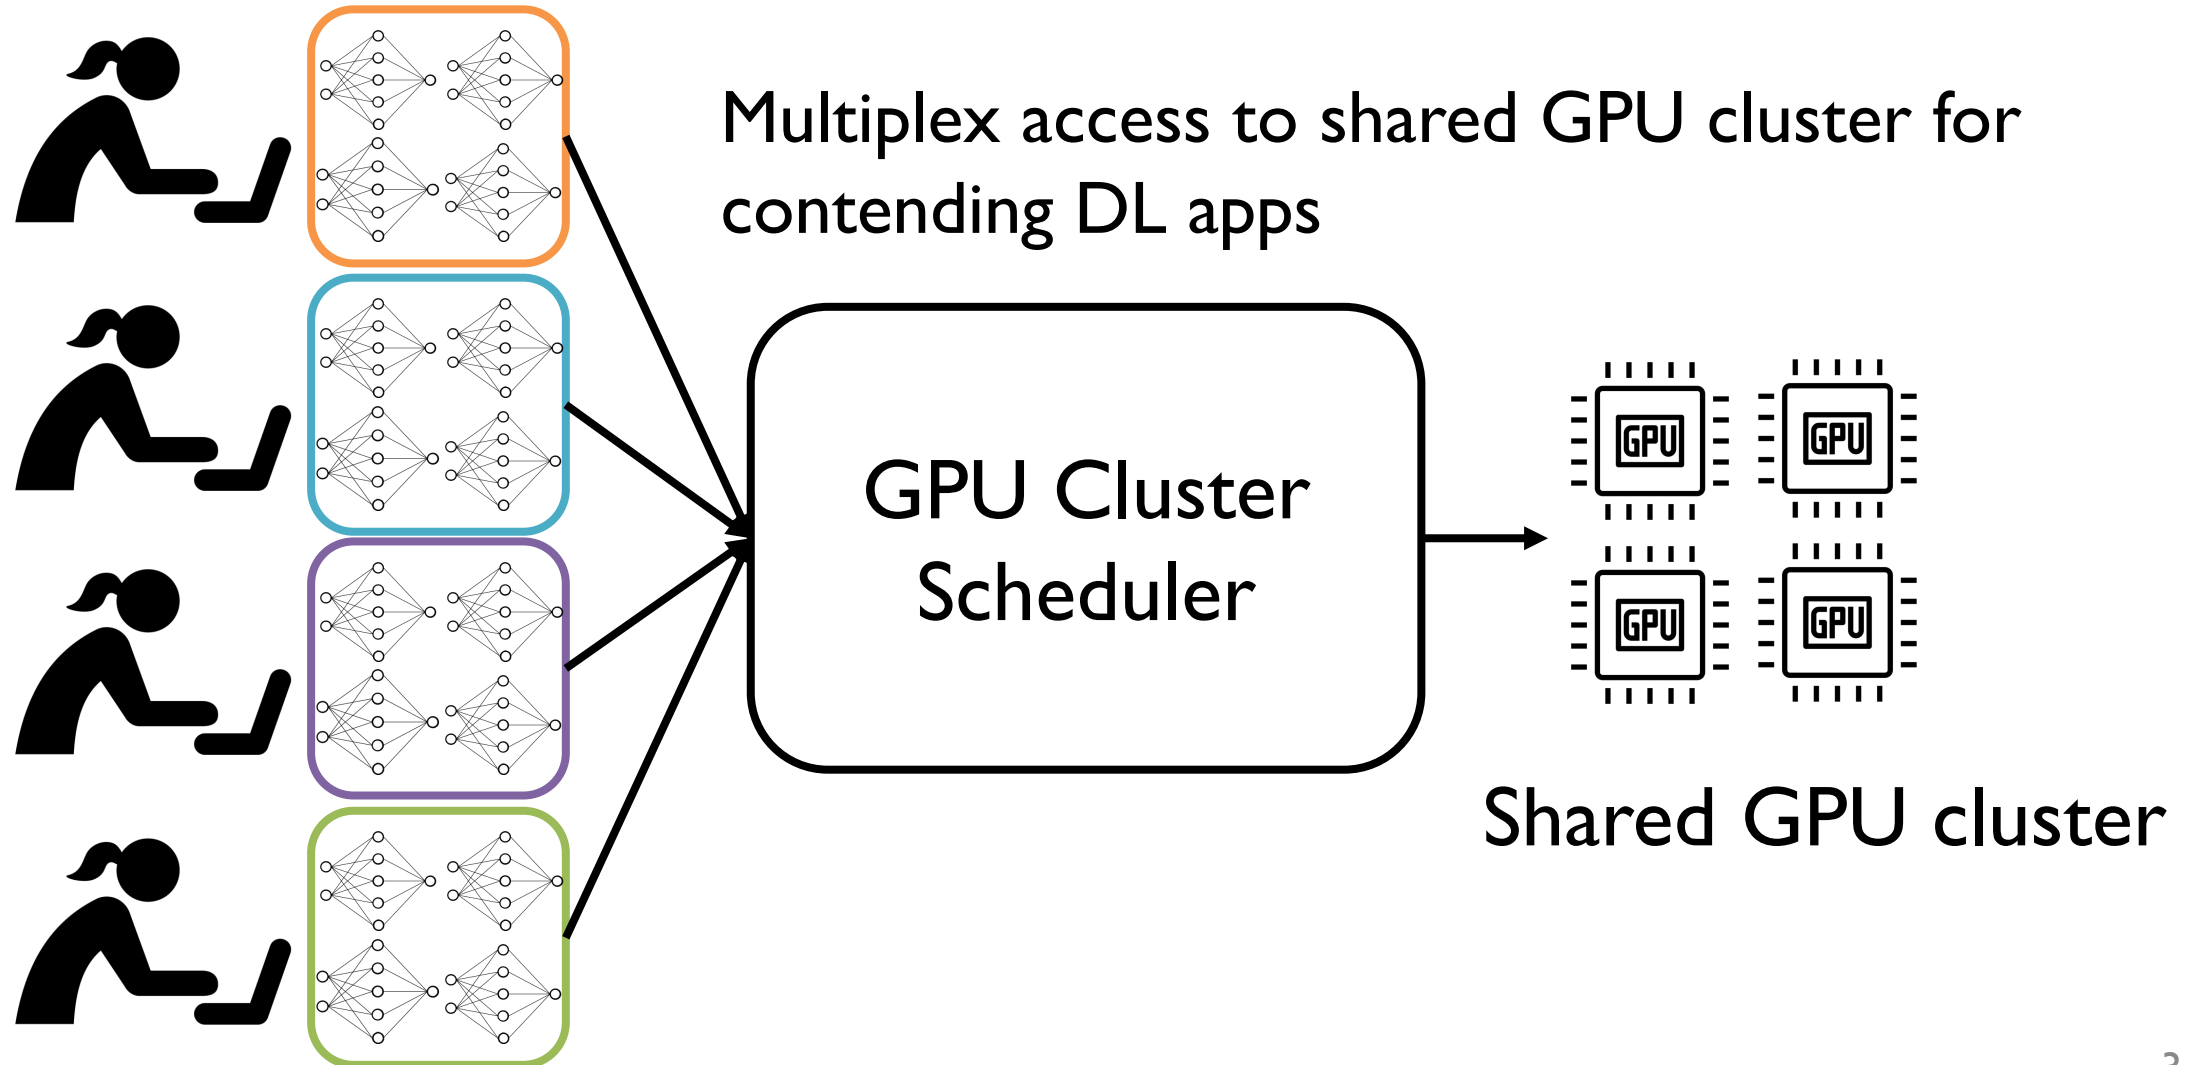 Multiplex access to shared GPU cluster for
contending DL apps
GPU Cluster
Scheduler
GPU
GPU
GPU
GPU
Shared GPU cluster
3